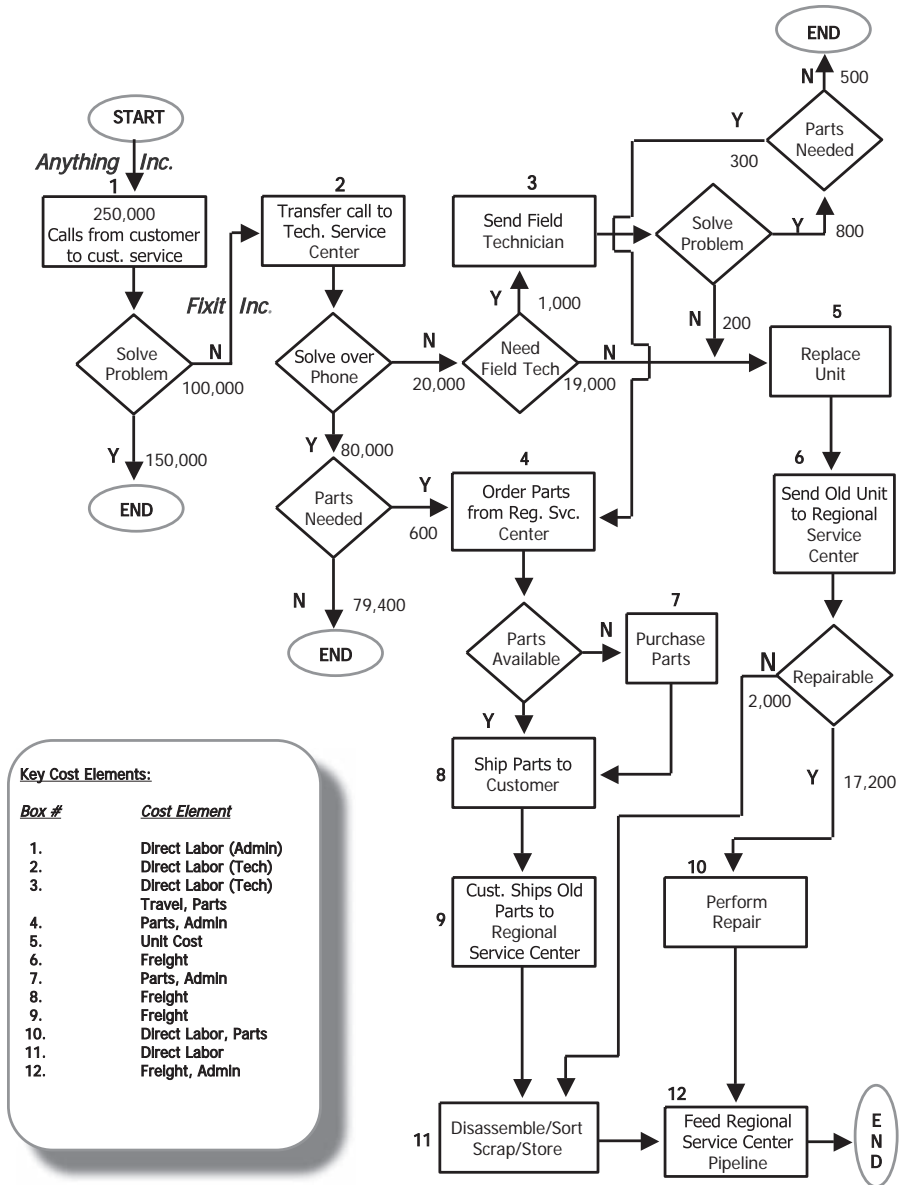 START
Anything Inc.
1
250,000
Calls from customer
to cust. service
Solve
Problem
N
100,000
Y
150,000
END
Fixit Inc.
2
Transfer call to
Tech. Service
Center
Solve over
Phone
N
20,000
Y
80,000
Parts
Needed
Y
600
N
79,400
END
3
Send Field
Technician
Y
1,000
Need
Field Tech
N
19,000
Solve
Problem
Y
800
N
200
Parts
Needed
Y
300
N
500
END
4
Order Parts
from Reg. Svc.
Center
Parts
Available
N
Y
7
Purchase
Parts
8
Ship Parts to
Customer
9
Cust. Ships Old
Parts to
Regional
Service Center
5
Replace
Unit
6
Send Old Unit
to Regional
Service
Center
Repairable
N
2,000
Y
17,200
10
Perform
Repair
11
Disassemble/Sort
Scrap/Store
12
Feed Regional
Service Center
Pipeline
E
N
D
Key Cost Elements:
Box # Cost Element
1. Direct Labor (Admin)
2. Direct Labor (Tech)
3. Direct Labor (Tech)
Travel, Parts
4. Parts, Admin
5. Unit Cost
6. Freight
7. Parts, Admin
8. Freight
9. Freight
10. Direct Labor, Parts
11. Direct Labor
12. Freight, Admin